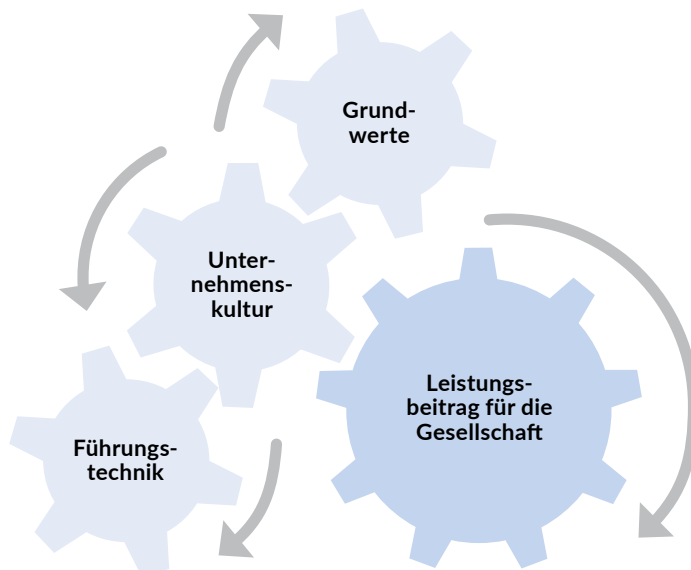 Grund-
werte
Unter-
nehmens-
kultur
Leistungs-
beitrag für die
Gesellschaft
Führungs-
technik